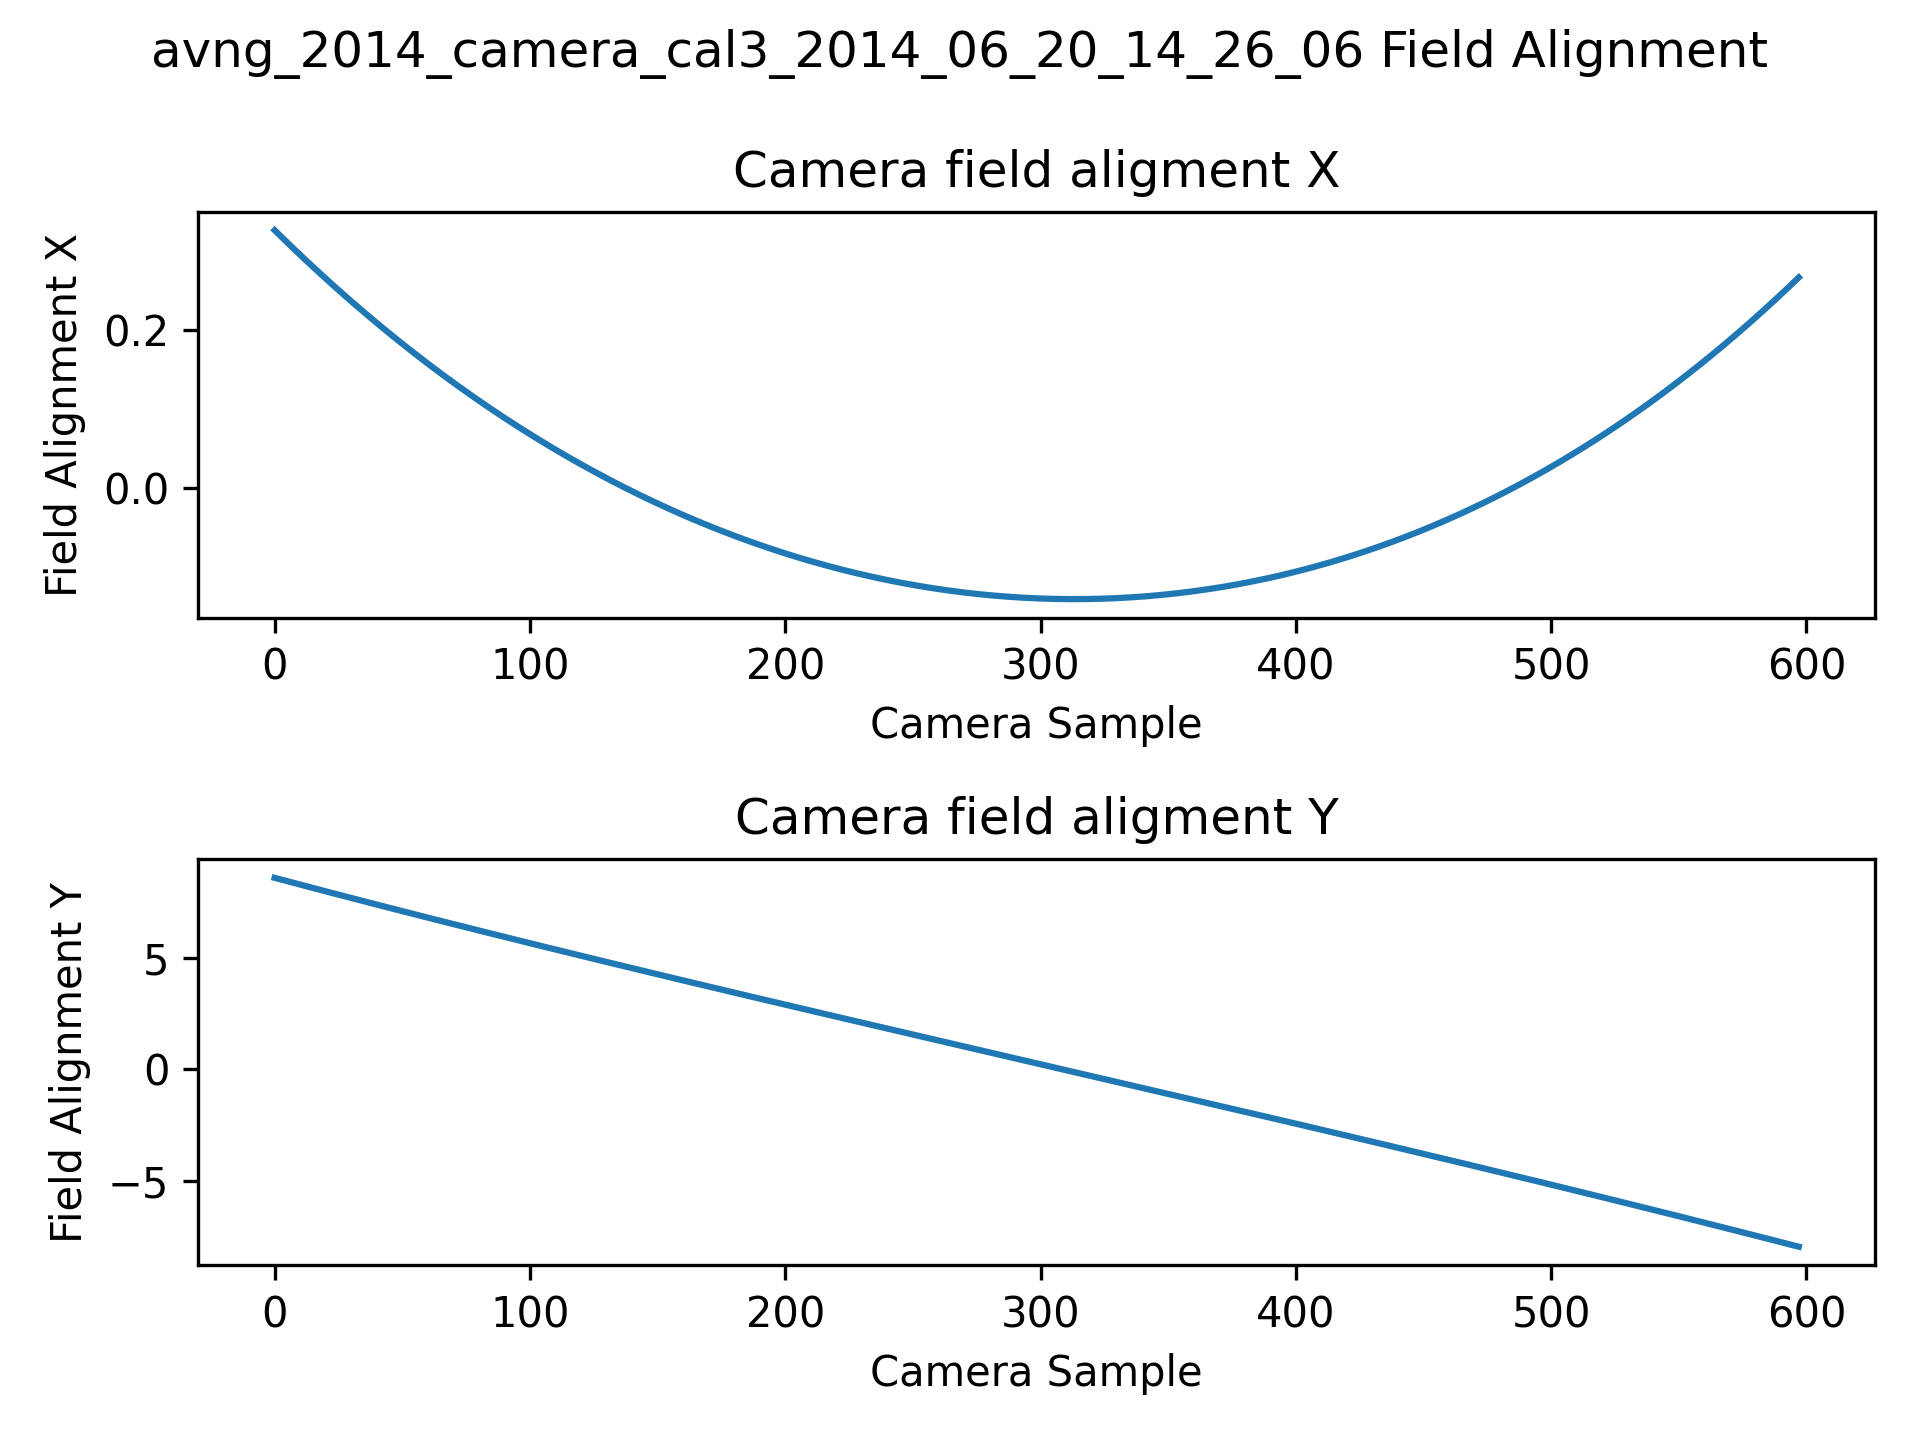 avng_2014_camera_cal3_2014_06_20_14_26_06 Field Alignment
Camera field aligment X
Field Alignment X
0.2
0.0
0 100 200 300 400 500 600
Camera Sample
Camera field aligment Y
Field Alignment Y
5
0
−5
0 100 200 300 400 500 600
Camera Sample